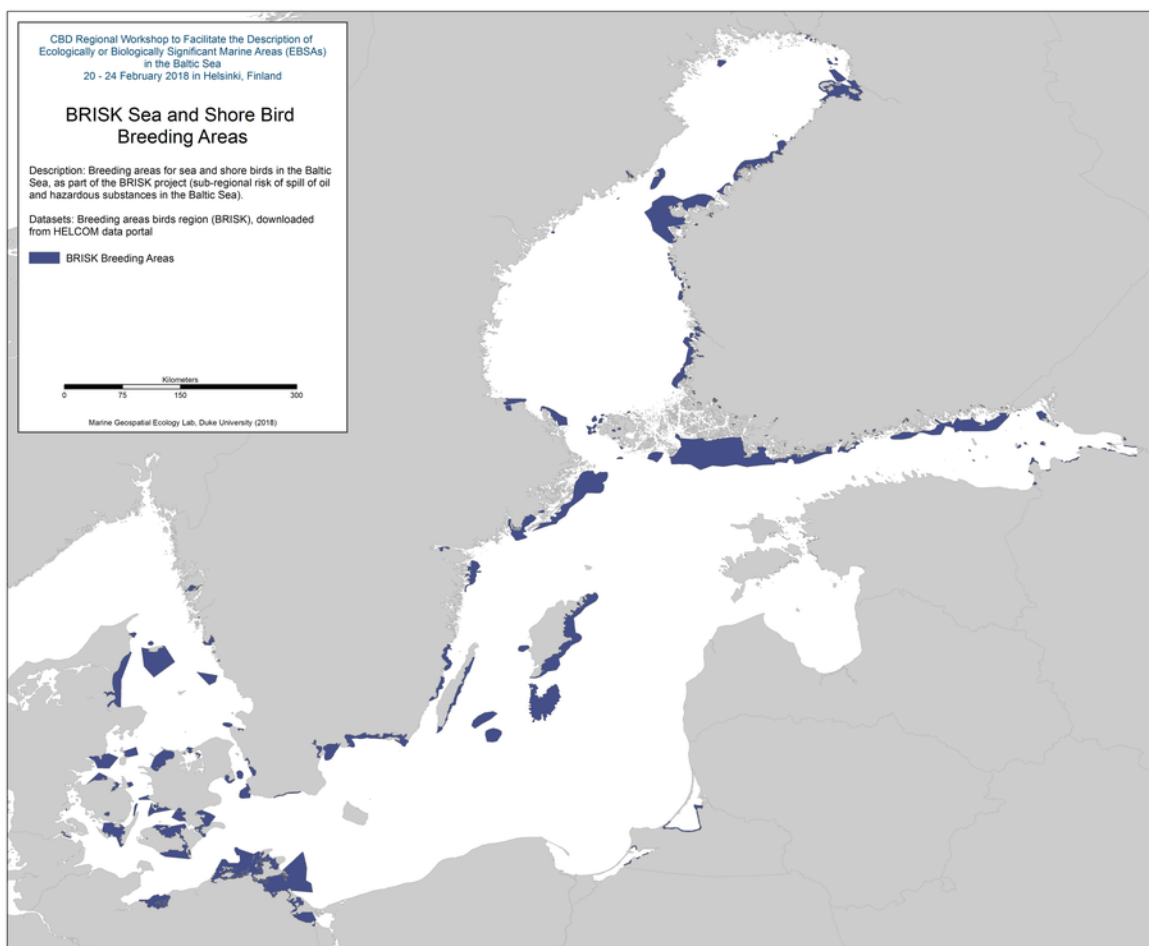 CBD Regional Workshop to Facilitate the Description of
Ecologically or Biologically Significant Marine Areas (EBSAs)
in the Baltic Sea
20 - 24 February 2018 in Helsinki, Finland
BRISK Sea and Shore Bird
Breeding Areas
Description: Breeding areas for sea and shore birds in the Baltic
Sea, as part of the BRISK project (sub-regional risk of spill of oil
and hazardous substances in the Baltic Sea).
Datasets: Breeding areas birds region (BRISK), downloaded
from HELCOM data portal
BRISK Breeding Areas
Kilometers
0 75 150 300
Marine Geospatial Ecology Lab, Duke University (2018)